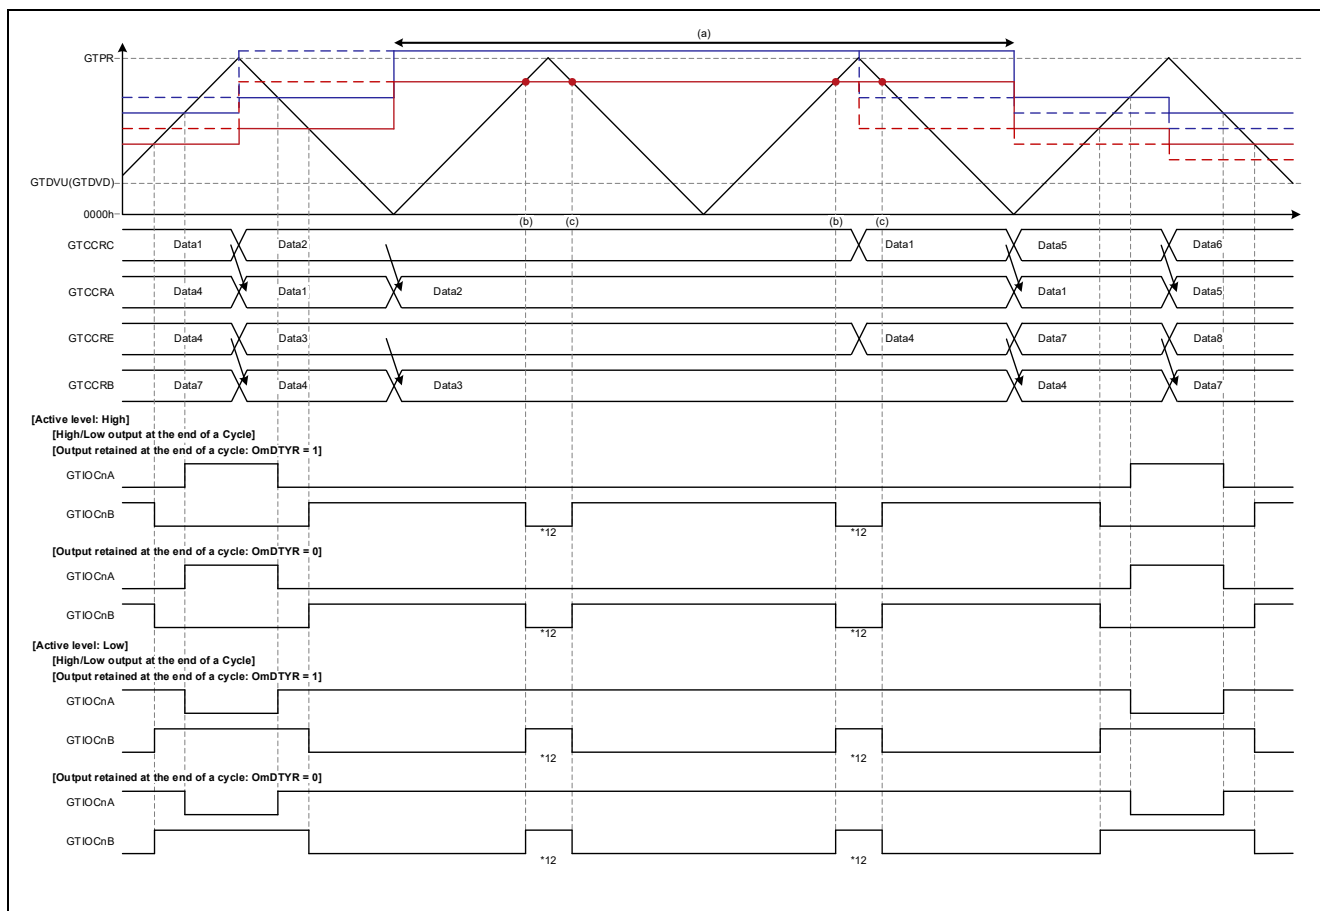 (a)
GTPR
GTDVU(GTDVD)
0000h
(b) (c) (b) (c)
GTCCRC Data1 Data2 Data1 Data5 Data6
GTCCRA Data4 Data1 Data2 Data1 Data5
GTCCRE Data4 Data3 Data4 Data7 Data8
GTCCRB Data7 Data4 Data3 Data4 Data7
[Active level: High]
[High/Low output at the end of a Cycle]
[Output retained at the end of a cycle: OmDTYR = 1]
GTIOCnA
GTIOCnB
*12 *12
[Output retained at the end of a cycle: OmDTYR = 0]
GTIOCnA
GTIOCnB
*12 *12
[Active level: Low]
[High/Low output at the end of a Cycle]
[Output retained at the end of a cycle: OmDTYR = 1]
GTIOCnA
GTIOCnB
*12 *12
[Output retained at the end of a cycle: OmDTYR = 0]
GTIOCnA
GTIOCnB
*12 *12